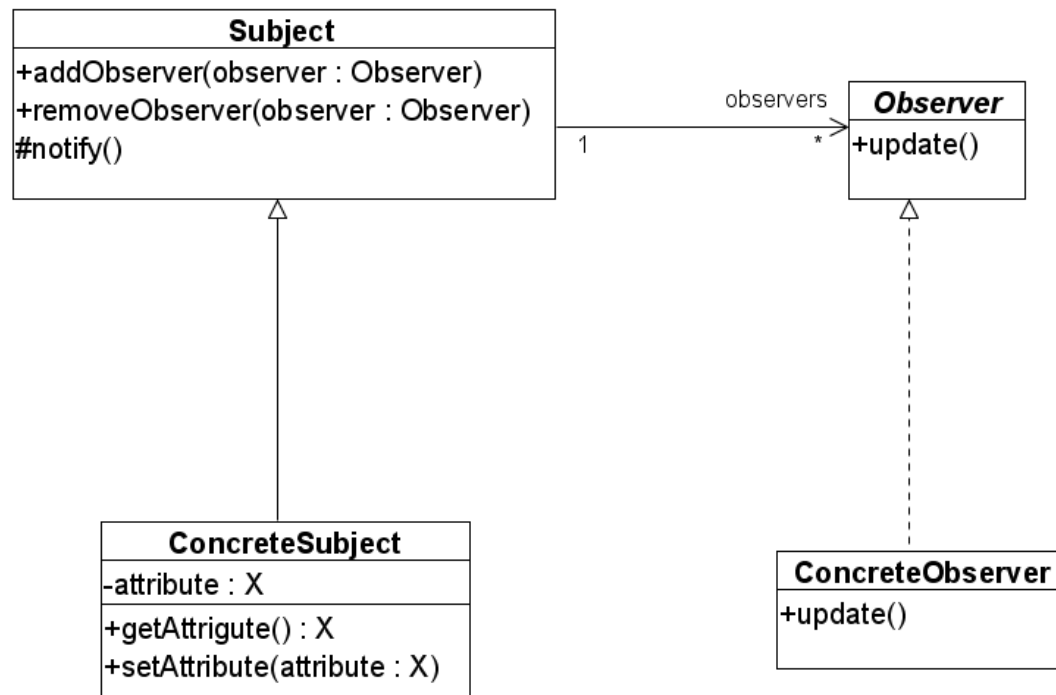 Subject
+addObserver(observer : Observer)
+removeObserver(observer : Observer)
#notify()
observers
1
*
Observer
+update()
ConcreteSubject
-attribute : X
+getAttrigute() : X
+setAttribute(attribute : X)
ConcreteObserver
+update()